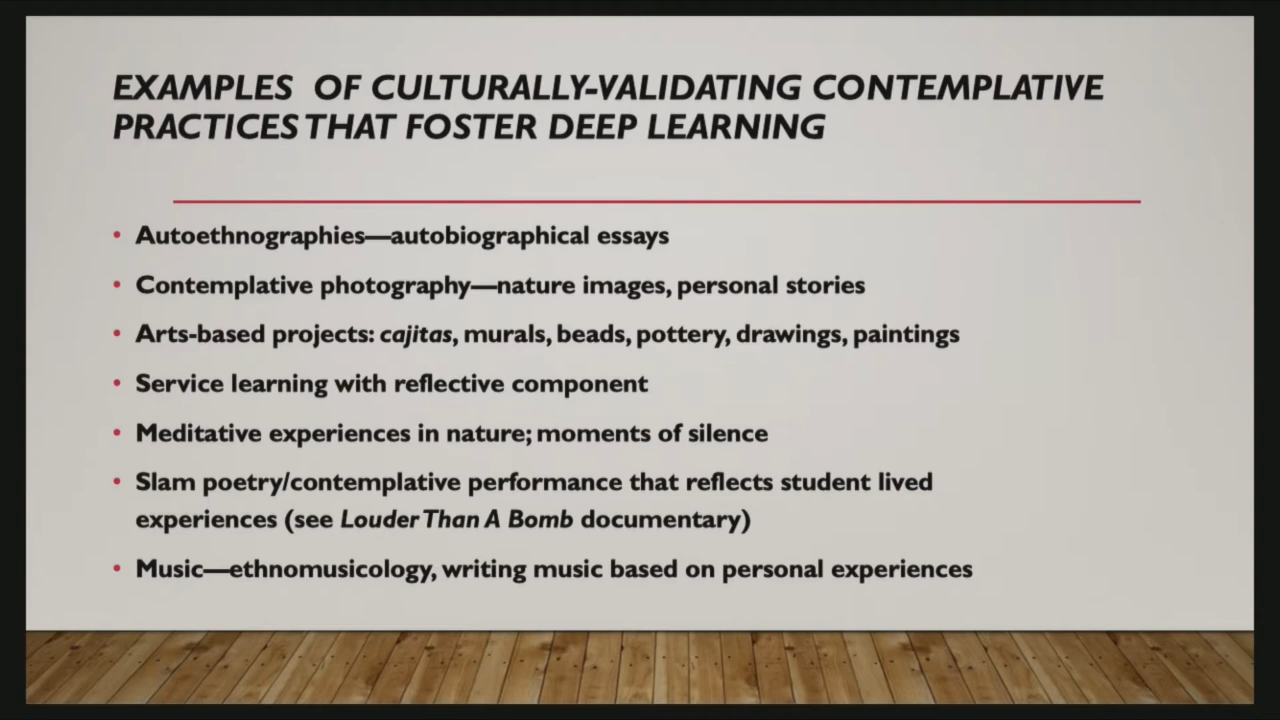 EXAMPLES OF CULTURALLY-VALIDATING CONTEMPLATIVE
PRACTICES THAT FOSTER DEEP LEARNING
• Autoethnographies—autobiographical essays
• Contemplative photography—nature images, personal stories
• Arts-based projects: cajitas, murals, beads, pottery, drawings, paintings
• Service learning with reflective component
• Meditative experiences in nature; moments of silence
• Slam poetry/contemplative performance that reflects student lived
experiences (see Louder Than A Bomb documentary)
• Music—ethnomusicology, writing music based on personal experiences